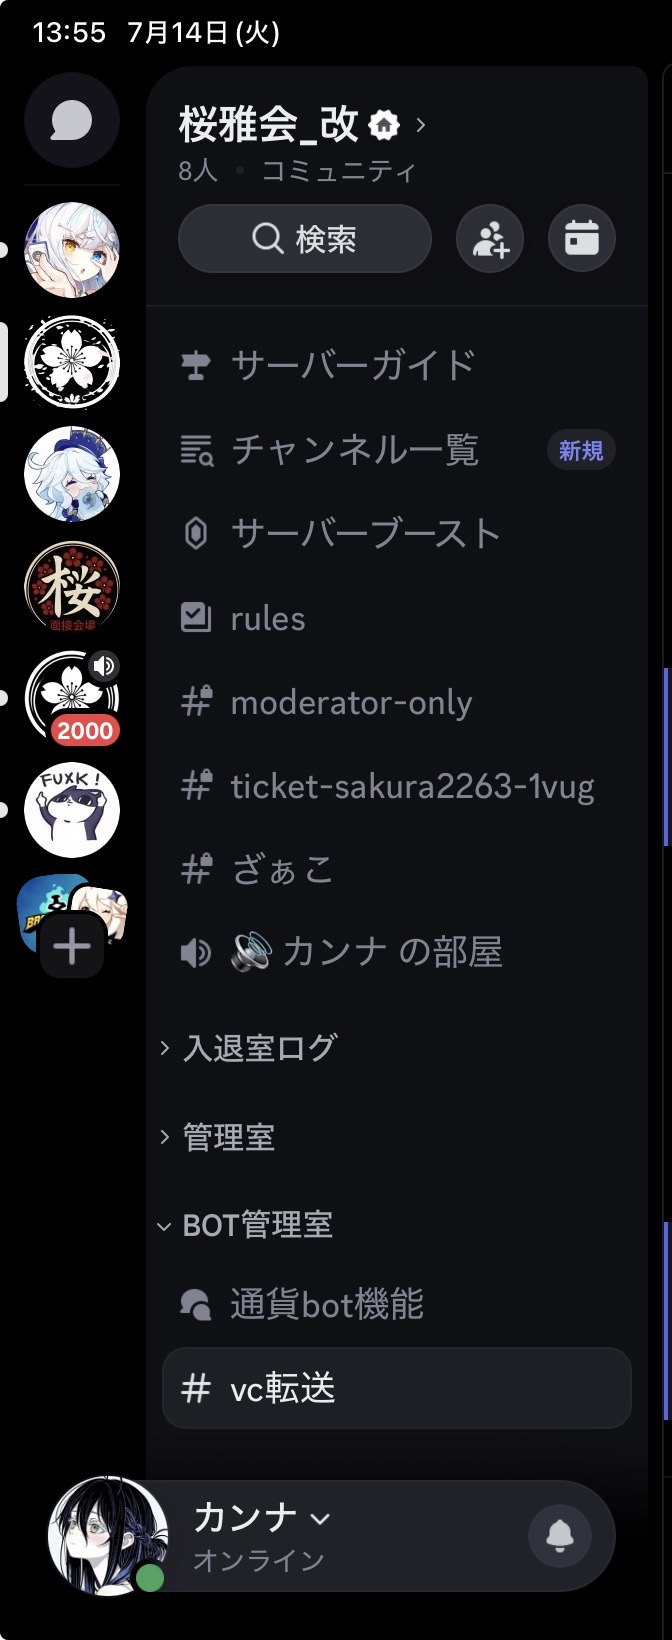 13:55 7月14日(火)
桜雅会_改
8人 • コミュニティ
検索
サーバーガイド
チャンネル一覧 新規
サーバーブースト
rules
moderator-only
ticket-sakura2263-1vug
ざぁこ
🔊 カンナ の部屋
入退室ログ
管理室
BOT管理室
通貨bot機能
vc転送
カンナ
オンライン
桜
面接会場
2000
FUXK!